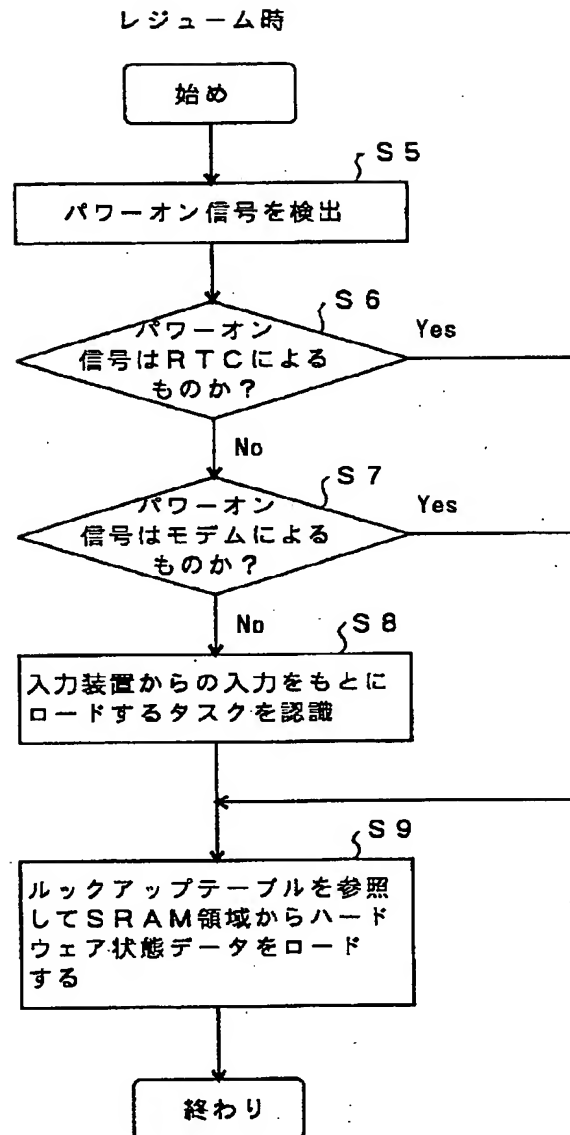 レジューム時
始め
S5
パワーオン信号を検出
S6
パワーオン
信号はRTCによる
ものか?
Yes
No
S7
パワーオン
信号はモデムによる
ものか?
Yes
No
S8
入力装置からの入力をもとに
ロードするタスクを認識
S9
ルックアップテーブルを参照
してSRAM領域からハード
ウェア状態データをロード
する
終わり